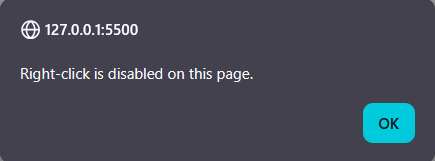 127.0.0.1:5500
Right-click is disabled on this page.
OK